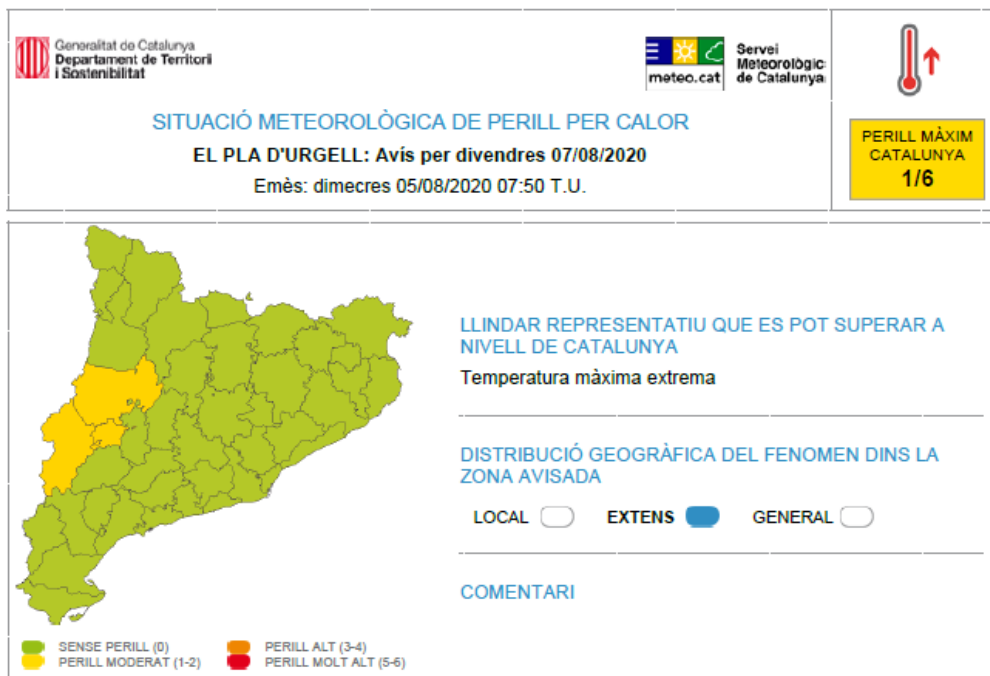 Generalitat de Catalunya
Departament de Territori
i Sostenibilitat
meteo.cat
Servei
Meteorològic
de Catalunya
SITUACIÓ METEOROLÒGICA DE PERILL PER CALOR
EL PLA D'URGELL: Avís per divendres 07/08/2020
Emès: dimecres 05/08/2020 07:50 T.U.
PERILL MÀXIM
CATALUNYA
1/6
LLINDAR REPRESENTATIU QUE ES POT SUPERAR A
NIVELL DE CATALUNYA
Temperatura màxima extrema
DISTRIBUCIÓ GEOGRÀFICA DEL FENOMEN DINS LA
ZONA AVISADA
LOCAL EXTENS GENERAL
COMENTARI
SENSE PERILL (0) PERILL ALT (3-4)
PERILL MODERAT (1-2) PERILL MOLT ALT (5-6)